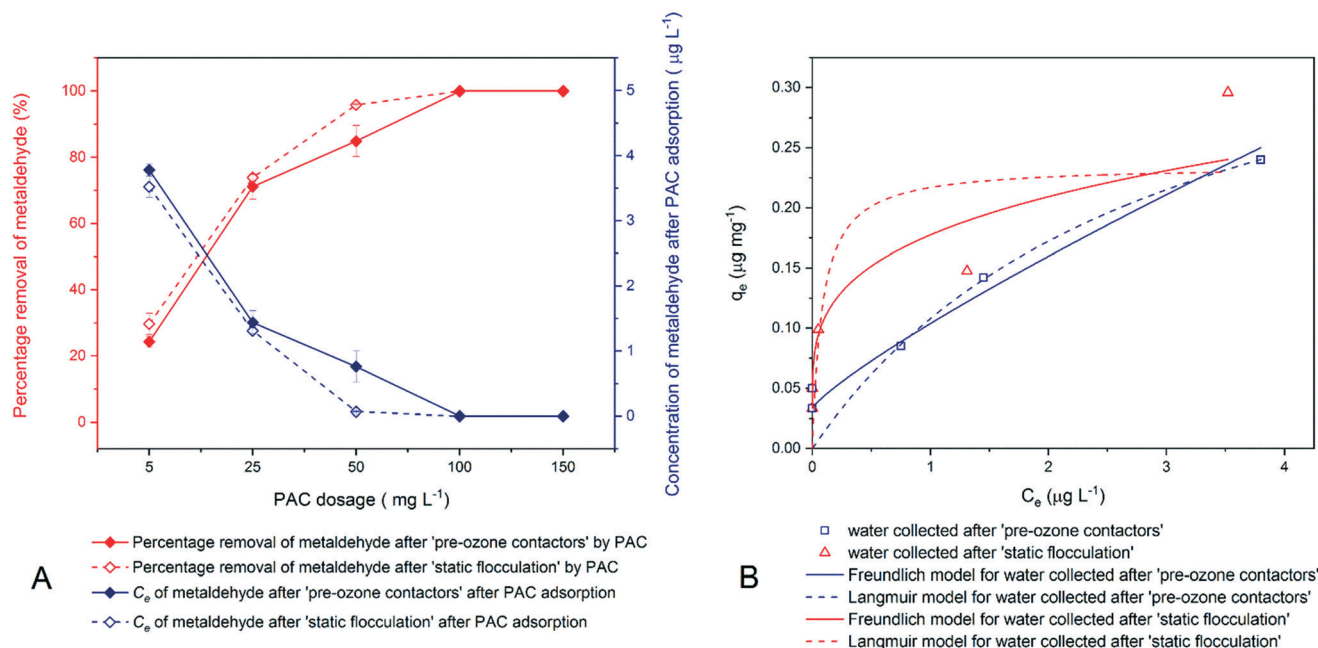 Percentage removal of metaldehyde (%)
100
80
60
40
20
0
5
25
50
100
150
PAC dosage ( mg L⁻¹)
5
4
3
2
1
0
Concentration of metaldehyde after PAC adsorption ( μg L⁻¹)
Percentage removal of metaldehyde after 'pre-ozone contactors' by PAC
Percentage removal of metaldehyde after 'static flocculation' by PAC
Cₑ of metaldehyde after 'pre-ozone contactors' after PAC adsorption
Cₑ of metaldehyde after 'static flocculation' after PAC adsorption
A
qₑ (μg mg⁻¹)
0.30
0.25
0.20
0.15
0.10
0.05
0.00
0
1
2
3
4
Cₑ (μg L⁻¹)
water collected after 'pre-ozone contactors'
water collected after 'static flocculation'
Freundlich model for water collected after 'pre-ozone contactors'
Langmuir model for water collected after 'pre-ozone contactors'
Freundlich model for water collected after 'static flocculation'
Langmuir model for water collected after 'static flocculation'
B